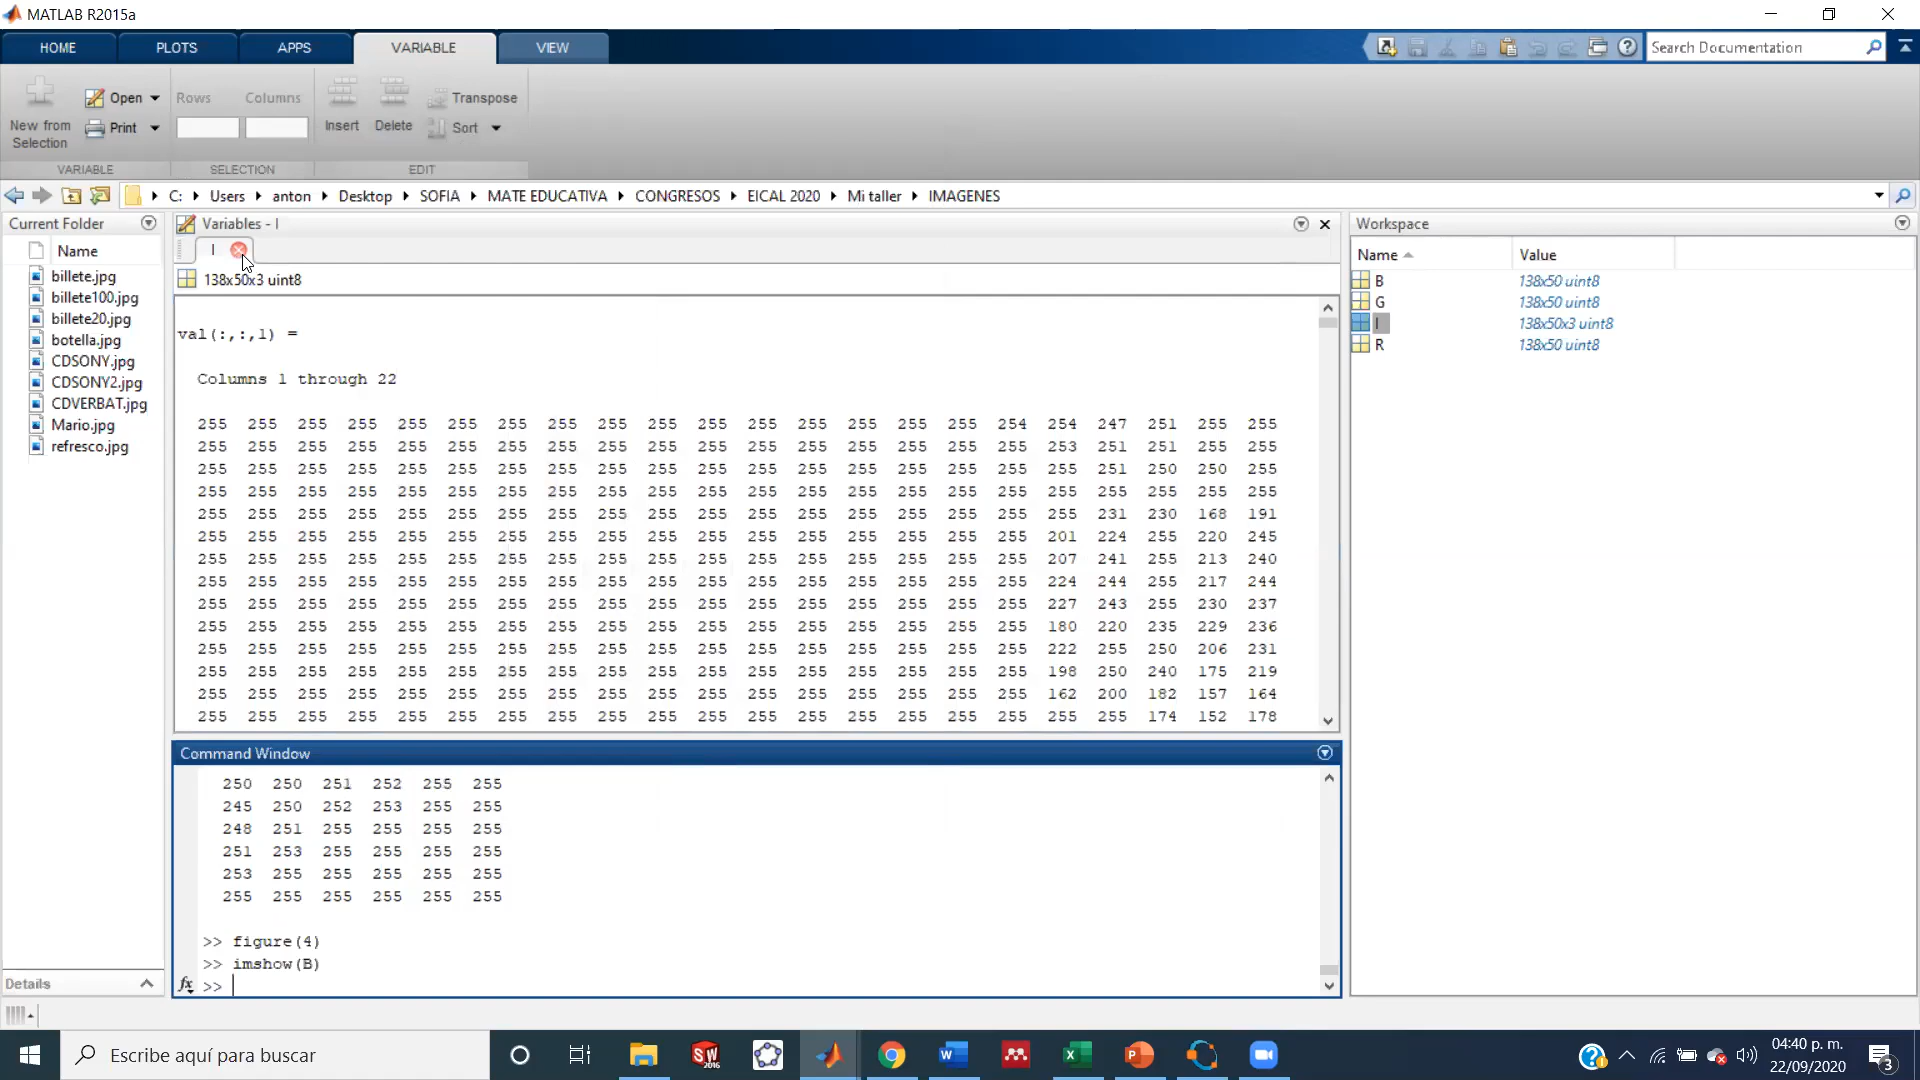 MATLAB R2015a
HOME PLOTS APPS VARIABLE VIEW
Search Documentation
New from Selection
Open
Print
Rows Columns
Insert Delete
Transpose
Sort
VARIABLE SELECTION EDIT
C: Users anton Desktop SOFIA MATE EDUCATIVA CONGRESOS EICAL 2020 Mi taller IMAGENES
Current Folder
Name
billete.jpg
billete100.jpg
billete20.jpg
botella.jpg
CDSONY.jpg
CDSONY2.jpg
CDVERBAT.jpg
Mario.jpg
refresco.jpg
Details
Variables - I
I
138x50x3 uint8
val(:,:,1) =
Columns 1 through 22
255 255 255 255 255 255 255 255 255 255 255 255 255 255 255 255 254 254 247 251 255 255
255 255 255 255 255 255 255 255 255 255 255 255 255 255 255 255 255 253 251 251 255 255
255 255 255 255 255 255 255 255 255 255 255 255 255 255 255 255 255 255 251 250 250 255
255 255 255 255 255 255 255 255 255 255 255 255 255 255 255 255 255 255 255 255 255 255
255 255 255 255 255 255 255 255 255 255 255 255 255 255 255 255 255 255 231 230 168 191
255 255 255 255 255 255 255 255 255 255 255 255 255 255 255 255 255 201 224 255 220 245
255 255 255 255 255 255 255 255 255 255 255 255 255 255 255 255 255 207 241 255 213 240
255 255 255 255 255 255 255 255 255 255 255 255 255 255 255 255 255 224 244 255 217 244
255 255 255 255 255 255 255 255 255 255 255 255 255 255 255 255 255 227 243 255 230 237
255 255 255 255 255 255 255 255 255 255 255 255 255 255 255 255 255 180 220 235 229 236
255 255 255 255 255 255 255 255 255 255 255 255 255 255 255 255 255 222 255 250 206 231
255 255 255 255 255 255 255 255 255 255 255 255 255 255 255 255 255 198 250 240 175 219
255 255 255 255 255 255 255 255 255 255 255 255 255 255 255 255 255 162 200 182 157 164
255 255 255 255 255 255 255 255 255 255 255 255 255 255 255 255 255 255 255 174 152 178
Command Window
250 250 251 252 255 255
245 250 252 253 255 255
248 251 255 255 255 255
251 253 255 255 255 255
253 255 255 255 255 255
255 255 255 255 255 255
>> figure(4)
>> imshow(B)
fx >>
Workspace
Name Value
B 138x50 uint8
G 138x50 uint8
I 138x50x3 uint8
R 138x50 uint8
Escribe aquí para buscar
04:40 p. m.
22/09/2020
3